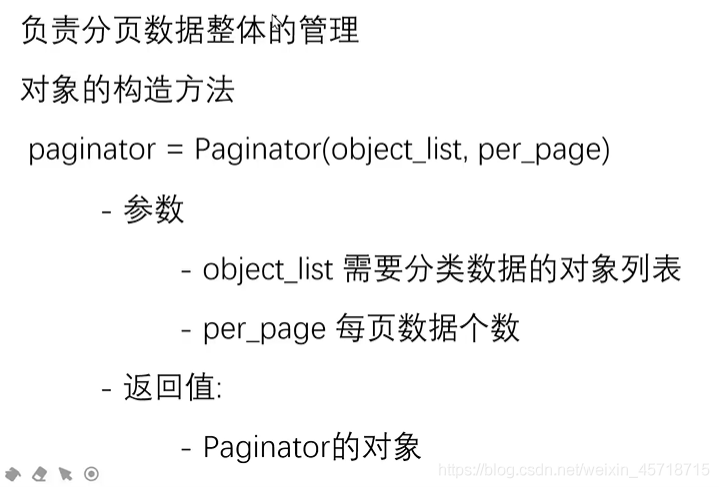 负责分页数据整体的管理
对象的构造方法
paginator = Paginator(object_list, per_page)
- 参数
- object_list 需要分类数据的对象列表
- per_page 每页数据个数
- 返回值:
- Paginator的对象
https://blog.csdn.net/weixin_45718715